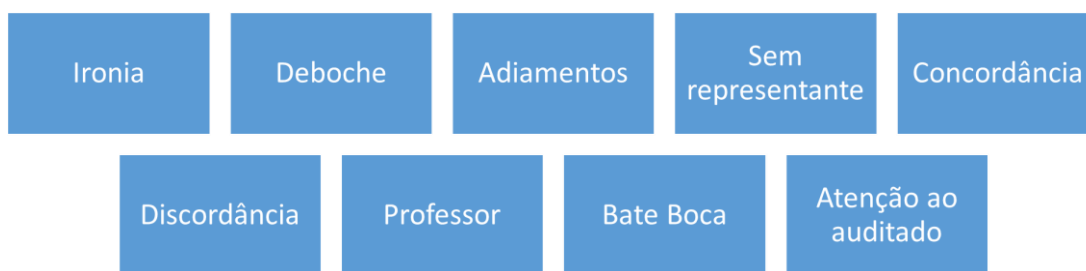 Ironia
Deboche
Adiamentos
Sem
representante
Concordância
Discordância
Professor
Bate Boca
Atenção ao
auditado